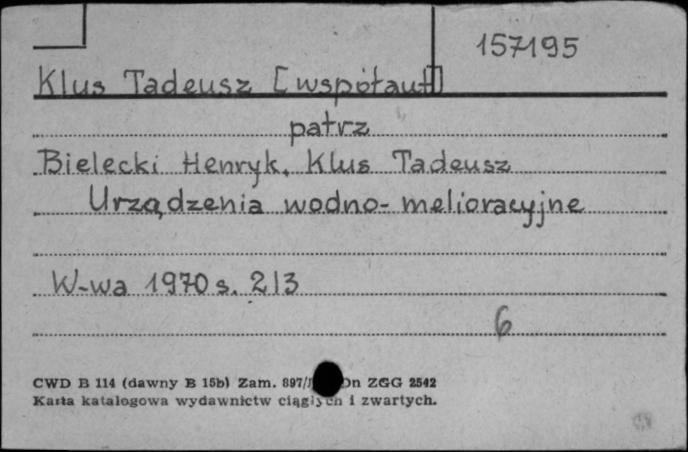 157195
Klus Tadeusz [współaut]
patrz
Bielecki Henryk, Klus Tadeusz
Urządzenia wodno-melioracyjne
W-wa 1970 s. 213
6
CWD B 114 (dawny B 15b) Zam. 897/ ZGG 2542
Karta katalogowa wydawnictw ciągłych i zwartych.